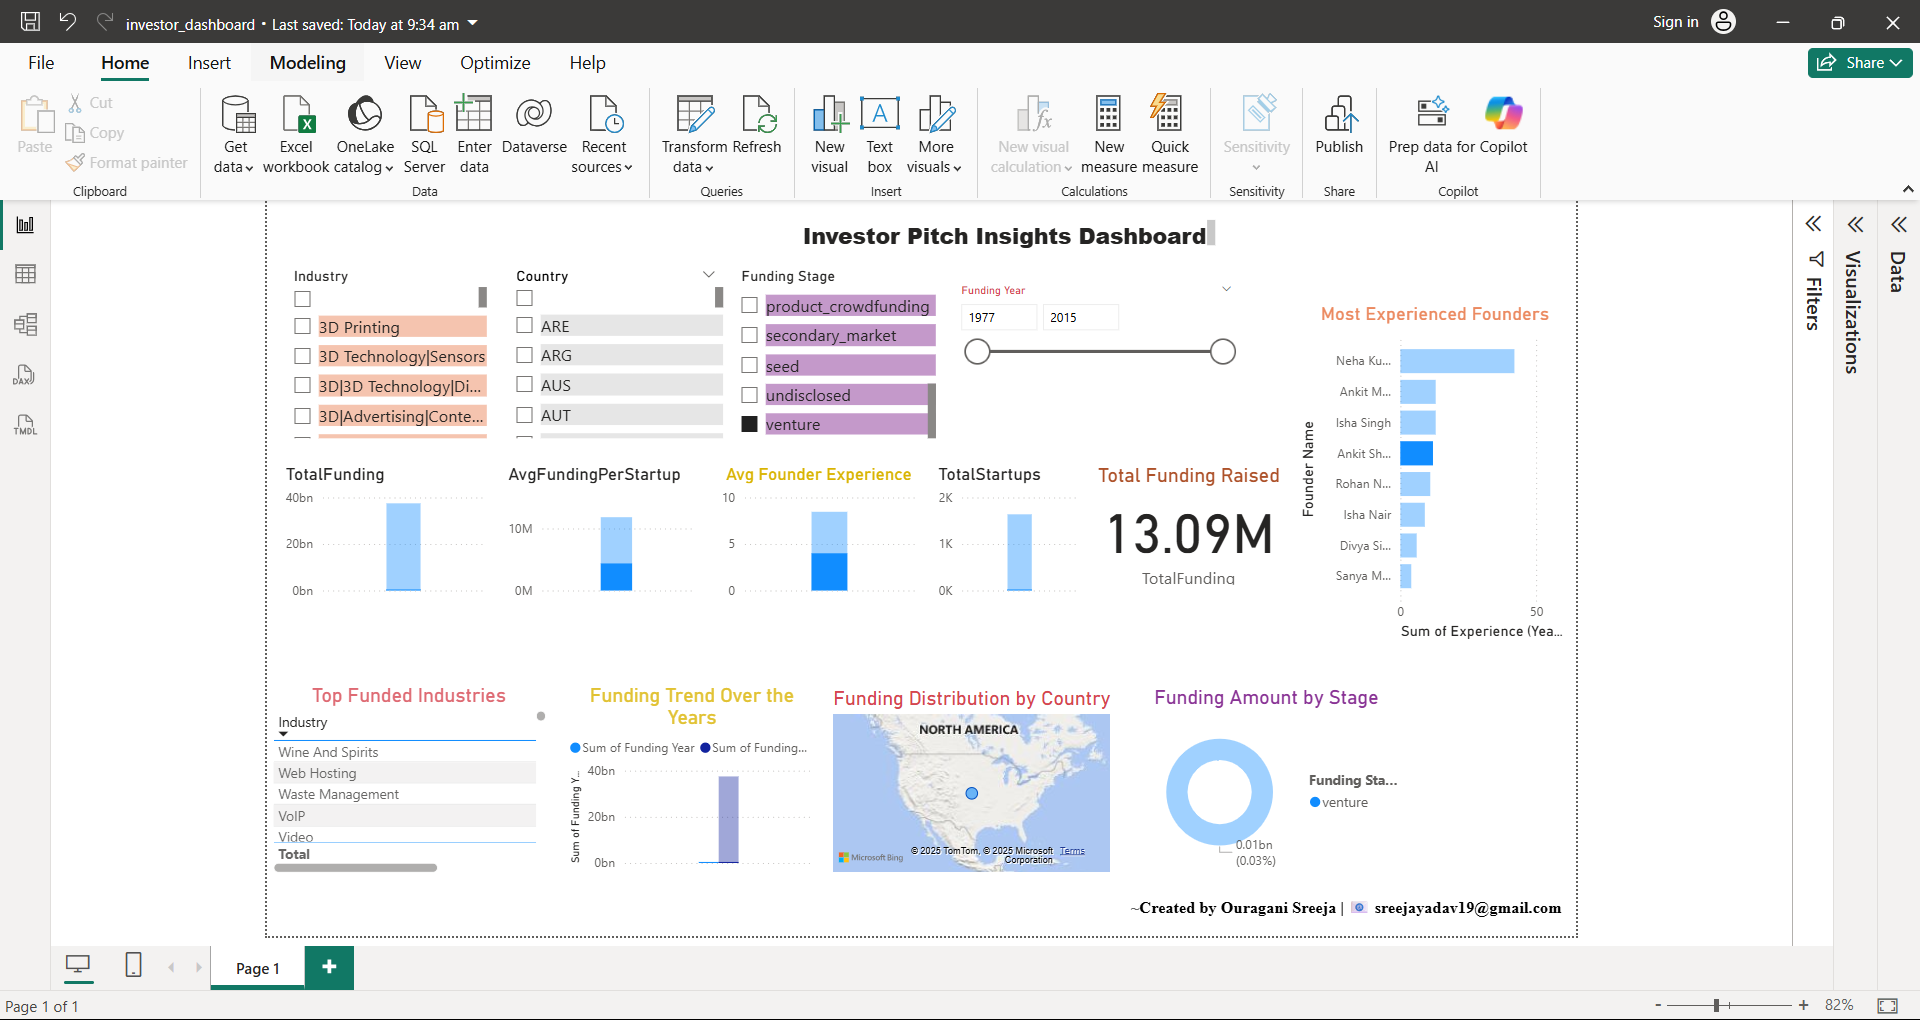 investor_dashboard • Last saved: Today at 9:34 am
Sign in
File Home Insert Modeling View Optimize Help
Share
Paste
Cut
Copy
Format painter
Clipboard
Get data
Excel workbook
OneLake catalog
SQL Server
Enter data
Dataverse
Recent sources
Data
Transform data
Refresh
Queries
New visual
Text box
More visuals
Insert
New visual calculation
New measure
Quick measure
Calculations
Sensitivity
Sensitivity
Publish
Share
Prep data for AI
Copilot
Copilot
DAX
TMDL
Investor Pitch Insights Dashboard
Industry
3D Printing
3D Technology|Sensors
3D|3D Technology|Di...
3D|Advertising|Conte...
Country
ARE
ARG
AUS
AUT
Funding Stage
product_crowdfunding
secondary_market
seed
undisclosed
venture
Funding Year
1977
2015
Most Experienced Founders
Founder Name
Neha Ku...
Ankit M...
Isha Singh
Ankit Sh...
Rohan N...
Isha Nair
Divya Si...
Sanya M...
0 50
Sum of Experience (Yea...
TotalFunding
40bn
20bn
0bn
AvgFundingPerStartup
10M
0M
Avg Founder Experience
10
5
0
TotalStartups
2K
1K
0K
Total Funding Raised
13.09M
TotalFunding
Top Funded Industries
Industry
Wine And Spirits
Web Hosting
Waste Management
VoIP
Video
Total
Funding Trend Over the
Years
Sum of Funding Year Sum of Funding...
Sum of Funding Y...
40bn
20bn
0bn
Funding Distribution by Country
NORTH AMERICA
Microsoft Bing
© 2025 TomTom, © 2025 Microsoft Corporation Terms
Funding Amount by Stage
Funding Sta...
venture
0.01bn
(0.03%)
~Created by Ouragani Sreeja | sreejayadav19@gmail.com
Filters
Visualizations
Data
Page 1
+
Page 1 of 1
- + 82%